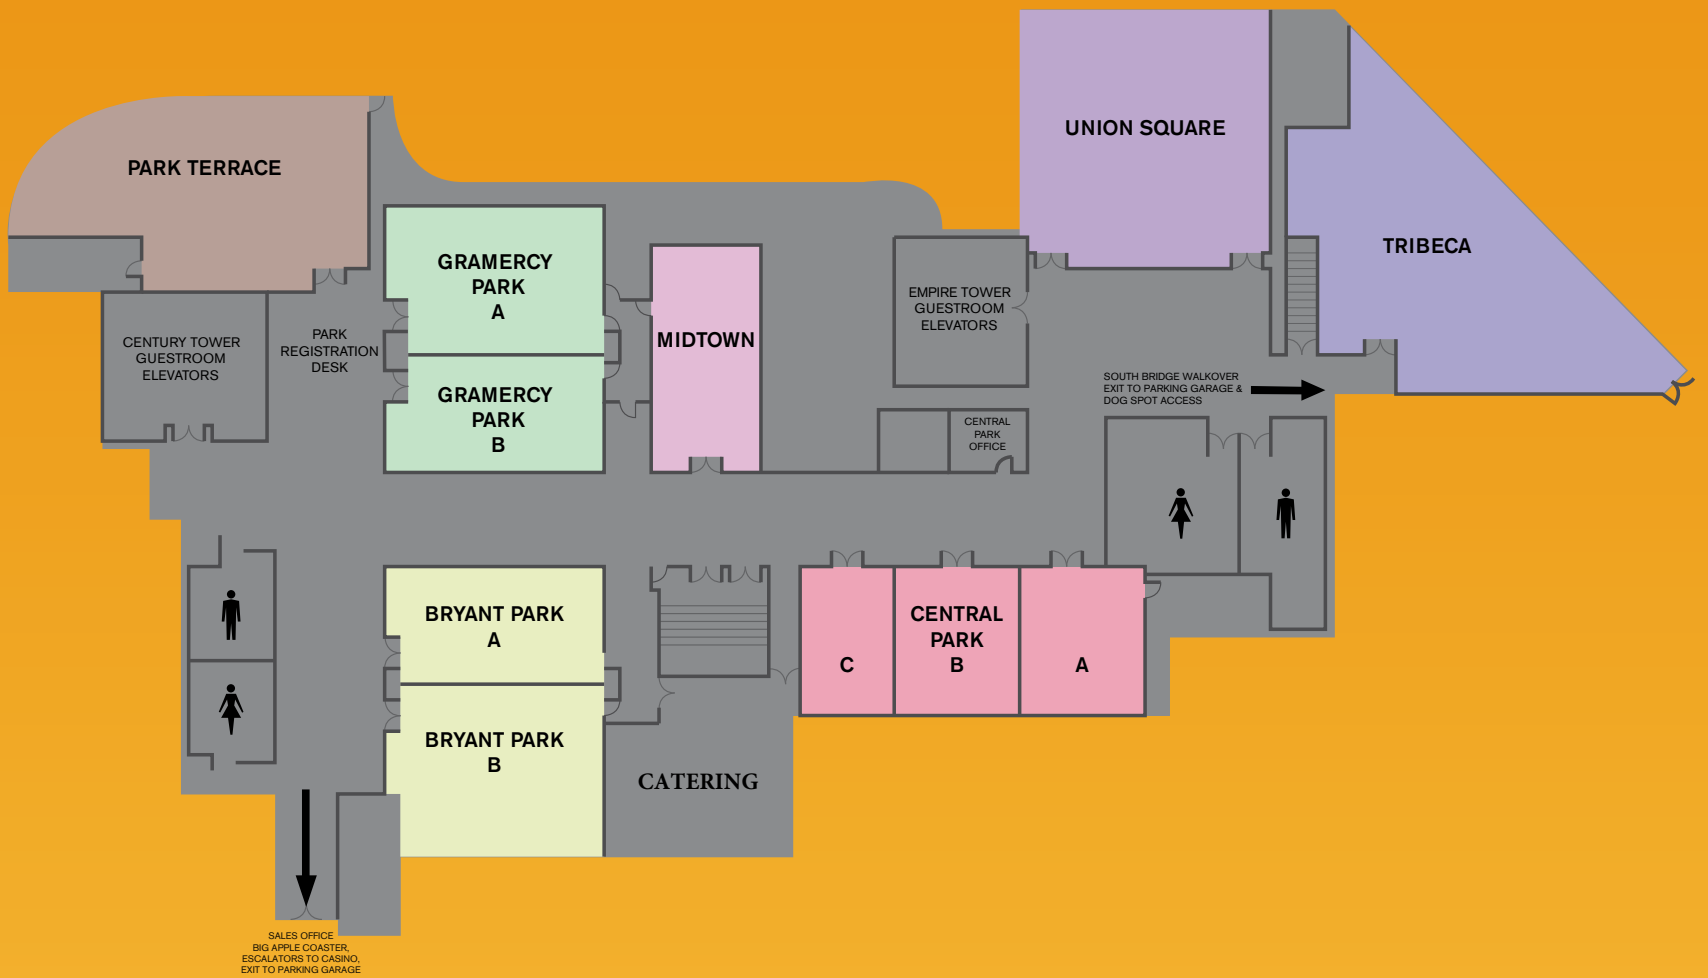 UNION SQUARE
PARK TERRACE
TRIBECA
GRAMERCY
PARK
A
EMPIRE TOWER
GUESTROOM
ELEVATORS
CENTURY TOWER
GUESTROOM
ELEVATORS
PARK
REGISTRATION
DESK
MIDTOWN
GRAMERCY
PARK
B
SOUTH BRIDGE WALKOVER
EXIT TO PARKING GARAGE &
DOG SPOT ACCESS
CENTRAL
PARK
OFFICE
BRYANT PARK
A
CENTRAL
PARK
C
B
A
BRYANT PARK
B
CATERING
SALES OFFICE
BIG APPLE COASTER,
ESCALATORS TO CASINO,
EXIT TO PARKING GARAGE